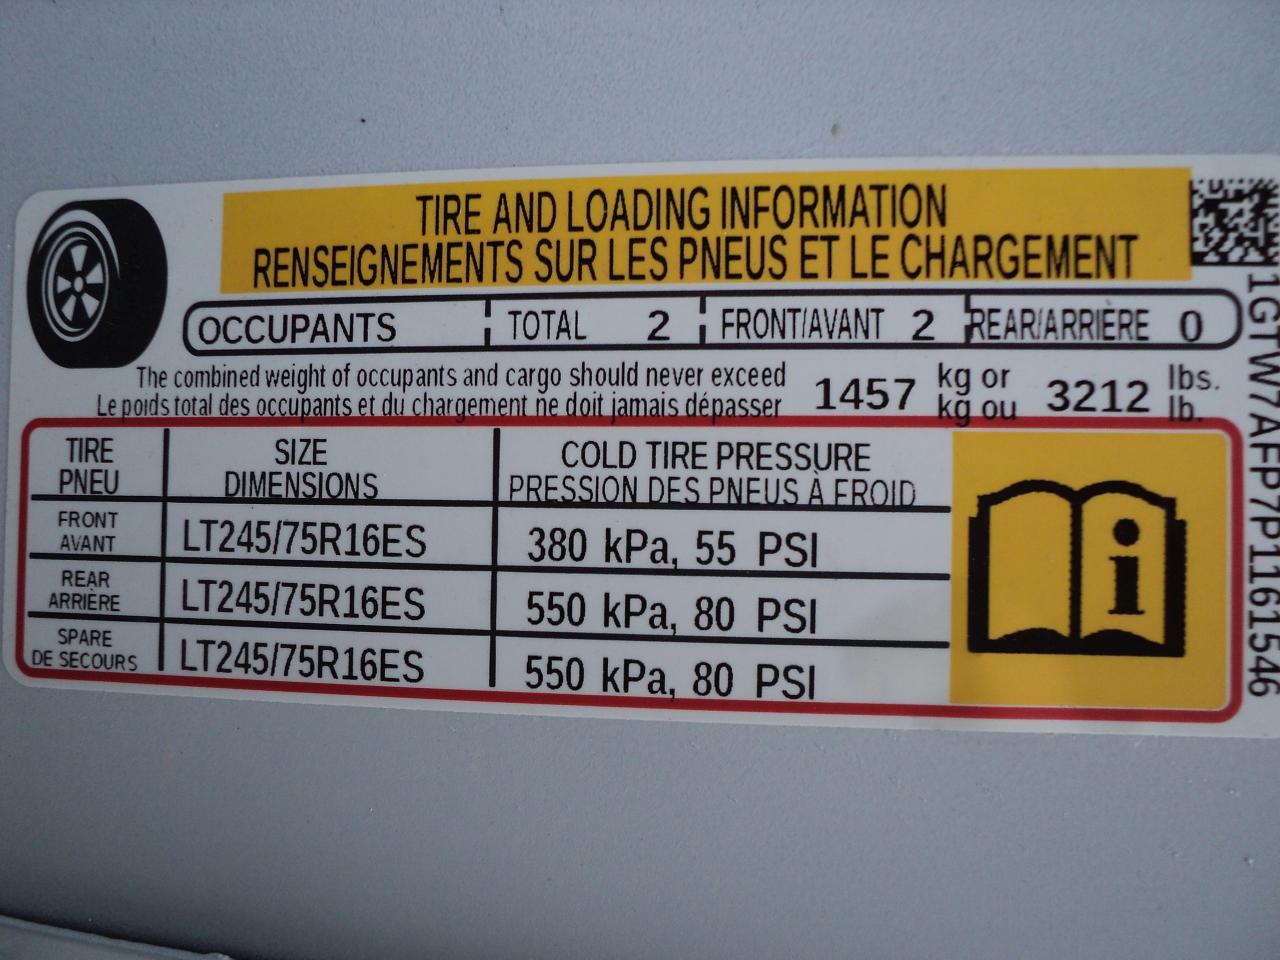 TIRE AND LOADING INFORMATION
RENSEIGNEMENTS SUR LES PNEUS ET LE CHARGEMENT
OCCUPANTS TOTAL 2 FRONT/AVANT 2 REAR/ARRIÈRE 0
The combined weight of occupants and cargo should never exceed 1457 kg or 3212 lbs.
Le poids total des occupants et du chargement ne doit jamais dépasser kg ou lb.
TIRE SIZE COLD TIRE PRESSURE
PNEU DIMENSIONS PRESSION DES PNEUS À FROID
FRONT
AVANT LT245/75R16ES 380 kPa, 55 PSI
REAR
ARRIÈRE LT245/75R16ES 550 kPa, 80 PSI
SPARE
DE SECOURS LT245/75R16ES 550 kPa, 80 PSI
i
1GTW7AFP7P1161546